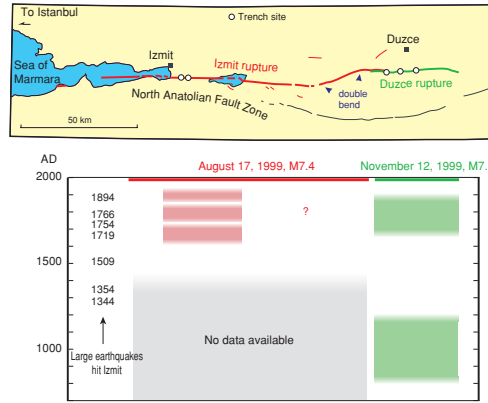 To Istanbul
Trench site
Duzce
Izmit
Izmit rupture
Sea of
Marmara
Duzce rupture
North Anatolian Fault Zone
double
bend
50 km
AD
August 17, 1999, M7.4
November 12, 1999, M7.
2000
1894
1766
?
1754
1719
1500
1509
1354
1344
No data available
Large earthquakes
hit Izmit
1000